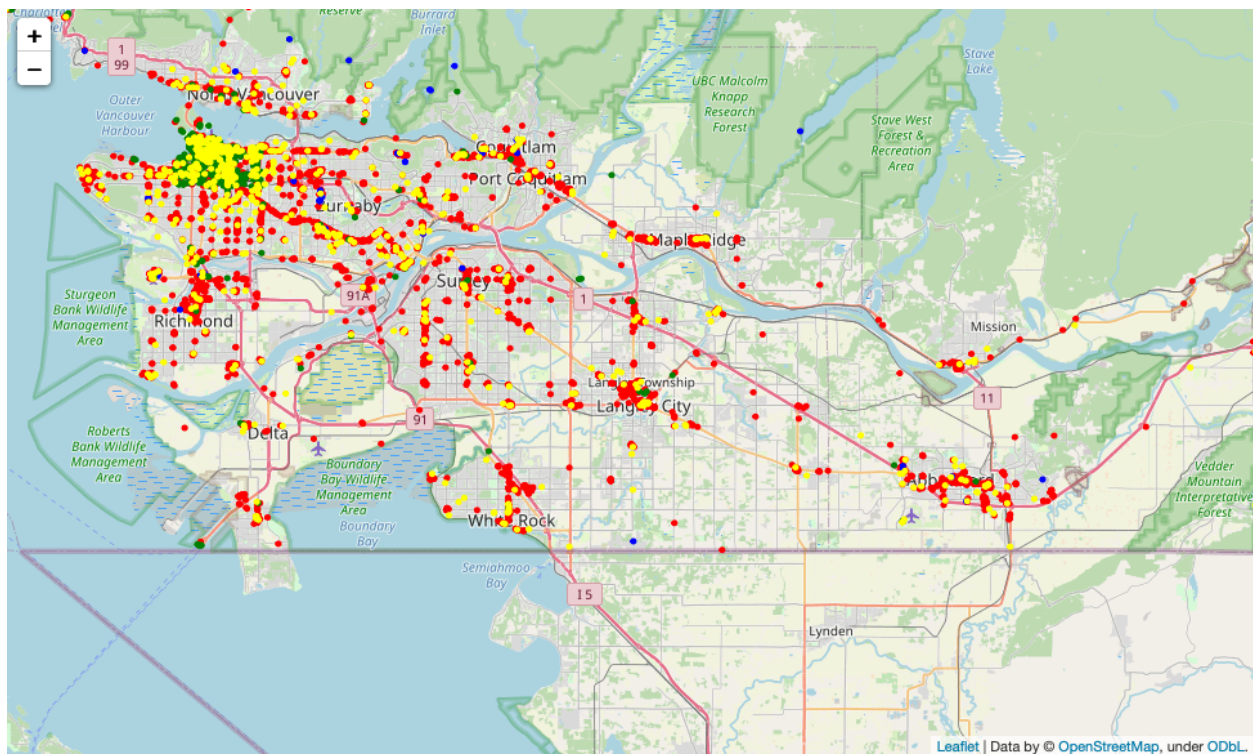 Reserve
Burrard
Inlet
+
−
1
99
North Vancouver
Outer
Vancouver
Harbour
UBC Malcolm
Knapp
Research
Forest
Stave
Lake
Stave West
Forest &
Recreation
Area
Coquitlam
Port Coquitlam
Burnaby
Maple Ridge
Surrey
91A
1
Sturgeon
Bank Wildlife
Management
Area
Richmond
Mission
Langley Township
Langley City
11
91
Delta
Roberts
Bank Wildlife
Management
Area
Boundary
Bay Wildlife
Management
Area
Boundary
Bay
Abbotsford
Vedder
Mountain
Interpretative
Forest
White Rock
Semiahmoo
Bay
I 5
Lynden
Leaflet | Data by © OpenStreetMap, under ODbL.